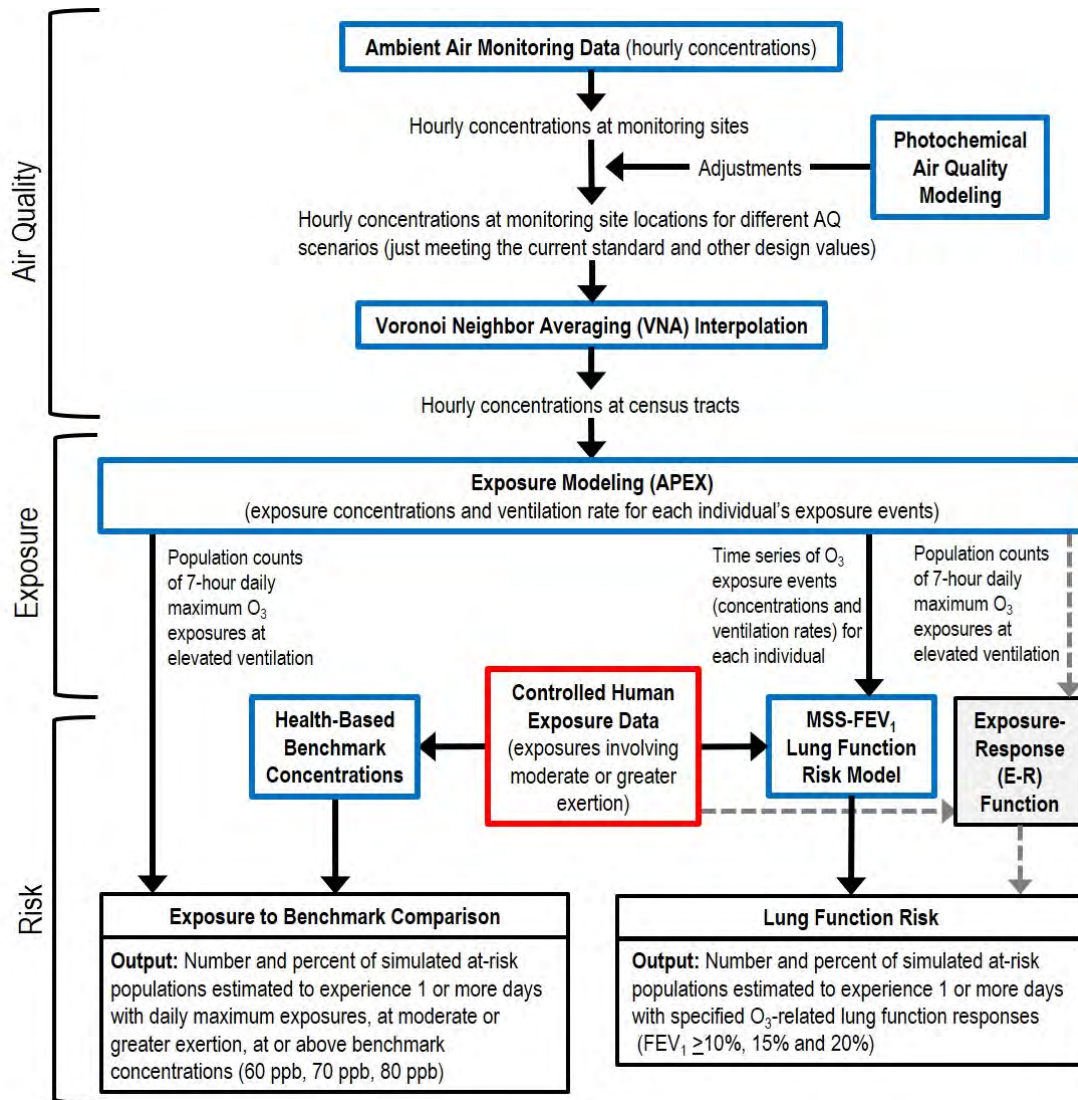 Air Quality
Ambient Air Monitoring Data (hourly concentrations)
Hourly concentrations at monitoring sites
Adjustments
Photochemical
Air Quality
Modeling
Hourly concentrations at monitoring site locations for different AQ
scenarios (just meeting the current standard and other design values)
Voronoi Neighbor Averaging (VNA) Interpolation
Hourly concentrations at census tracts
Exposure
Exposure Modeling (APEX)
(exposure concentrations and ventilation rate for each individual's exposure events)
Population counts
of 7-hour daily
maximum O₃
exposures at
elevated ventilation
Time series of O₃
exposure events
(concentrations and
ventilation rates) for
each individual
Population counts
of 7-hour daily
maximum O₃
exposures at
elevated ventilation
Risk
Health-Based
Benchmark
Concentrations
Controlled Human
Exposure Data
(exposures involving
moderate or greater
exertion)
MSS-FEV₁
Lung Function
Risk Model
Exposure-
Response
(E-R)
Function
Exposure to Benchmark Comparison
Output: Number and percent of simulated at-risk
populations estimated to experience 1 or more days
with daily maximum exposures, at moderate or
greater exertion, at or above benchmark
concentrations (60 ppb, 70 ppb, 80 ppb)
Lung Function Risk
Output: Number and percent of simulated at-risk
populations estimated to experience 1 or more days
with specified O₃-related lung function responses
(FEV₁ ≥10%, 15% and 20%)